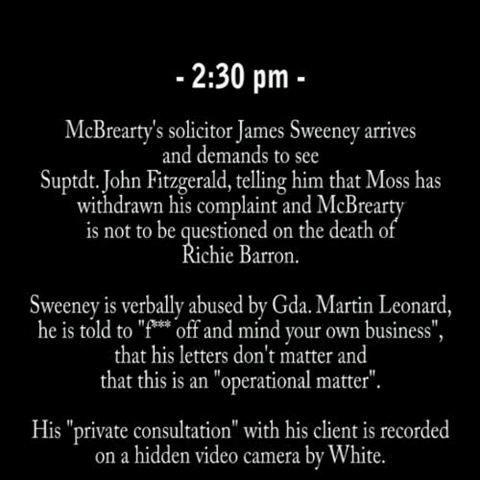 - 2:30 pm -
McBrearty's solicitor James Sweeney arrives
and demands to see
Suptdt. John Fitzgerald, telling him that Moss has
withdrawn his complaint and McBrearty
is not to be questioned on the death of
Richie Barron.
Sweeney is verbally abused by Gda. Martin Leonard,
he is told to "f*** off and mind your own business",
that his letters don't matter and
that this is an "operational matter".
His "private consultation" with his client is recorded
on a hidden video camera by White.